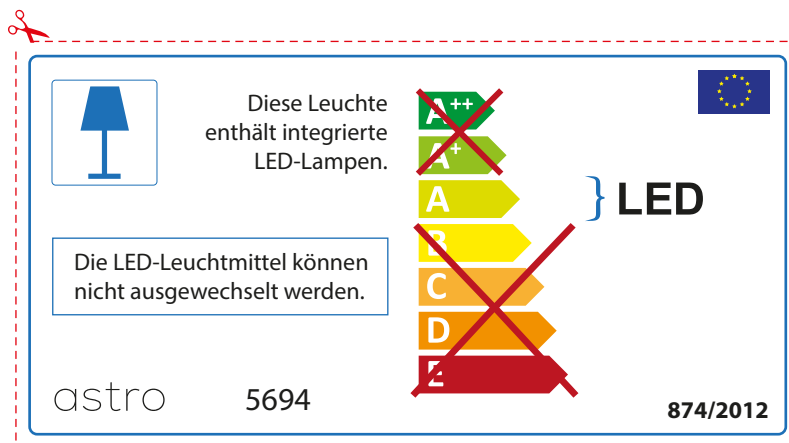 Diese Leuchte
enthält integrierte
LED-Lampen.
A++
A+
A
B
C
D
E
LED
Die LED-Leuchtmittel können
nicht ausgewechselt werden.
astro
5694
874/2012